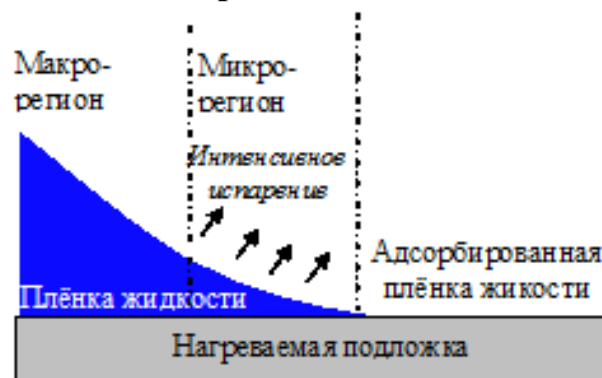 Макро-
регион
Микро-
регион
Интенсивное
испарение
Адсорбированная
плёнка жикости
Плёнка жидкости
Нагреваемая подложка